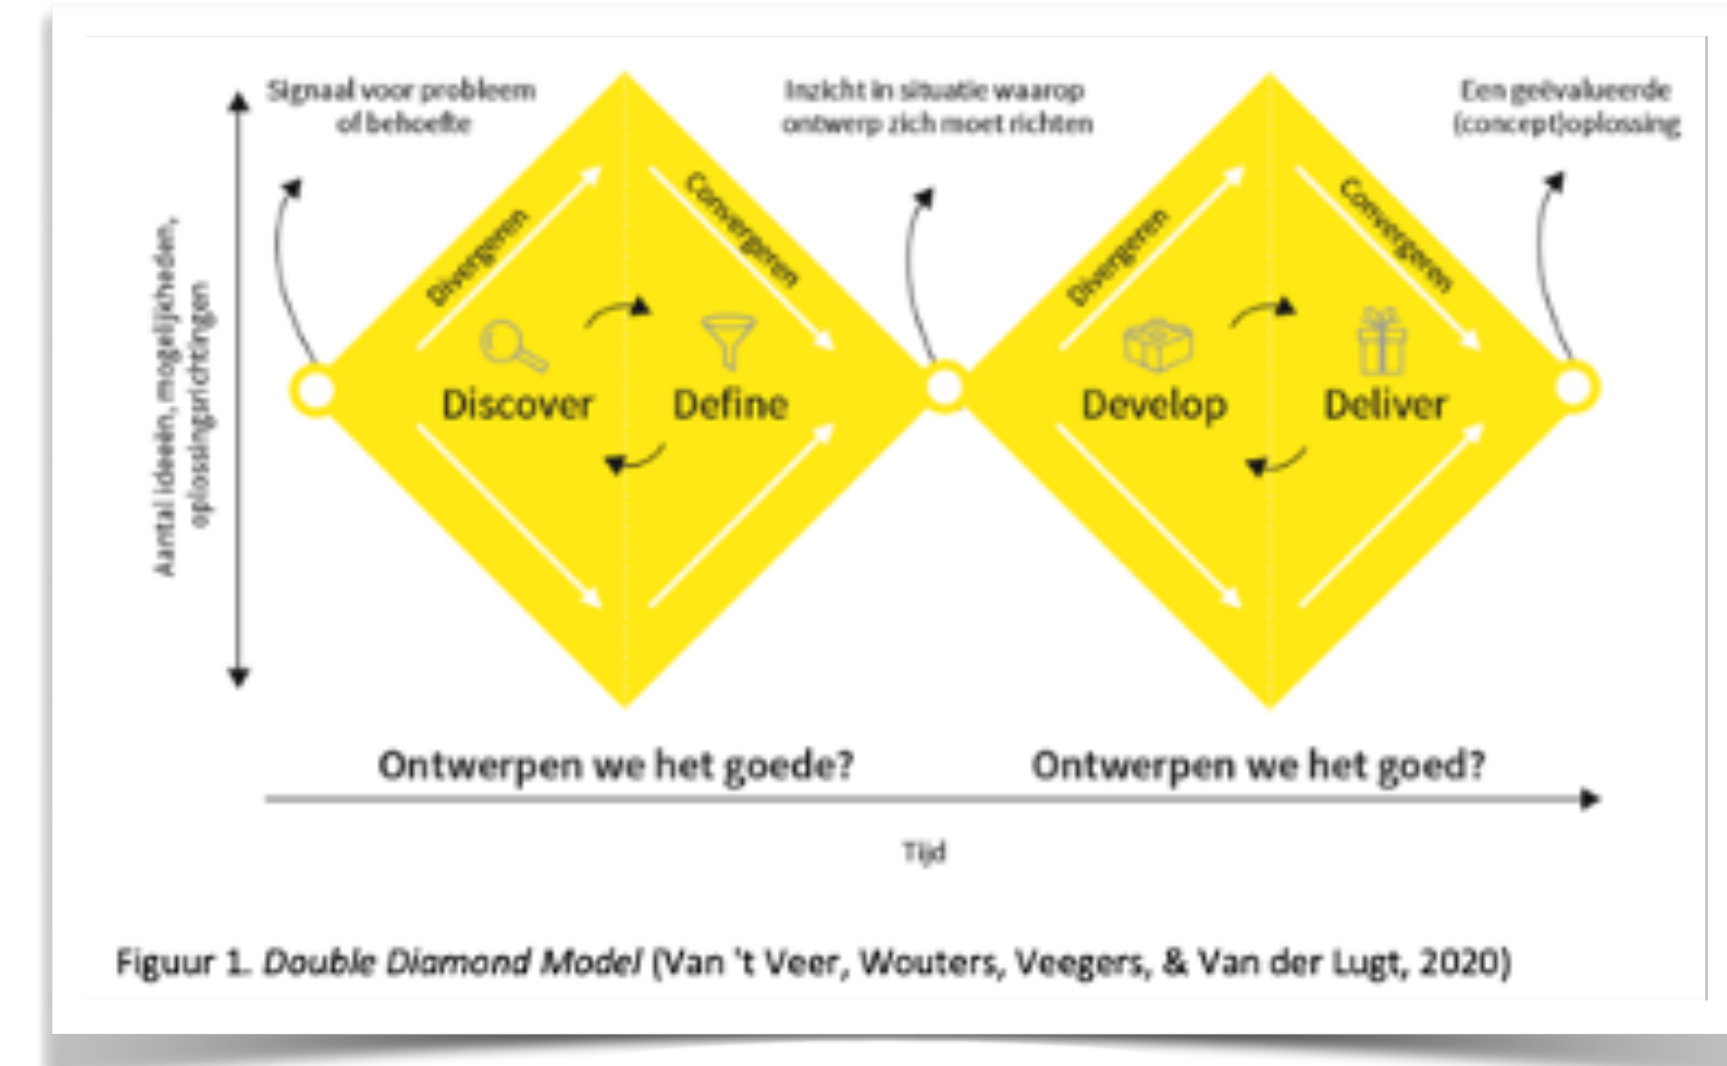 Signaal voor probleem
of behoefte
Inzicht in situatie waarop
ontwerp zich moet richten
Een geëvalueerde
(concept)oplossing
Aantal ideeën, mogelijkheden,
oplossingsrichtingen
Divergeren
Convergeren
Divergeren
Convergeren
Discover
Define
Develop
Deliver
Ontwerpen we het goede?
Ontwerpen we het goed?
Tijd
Figuur 1. Double Diamond Model (Van 't Veer, Wouters, Veegers, & Van der Lugt, 2020)